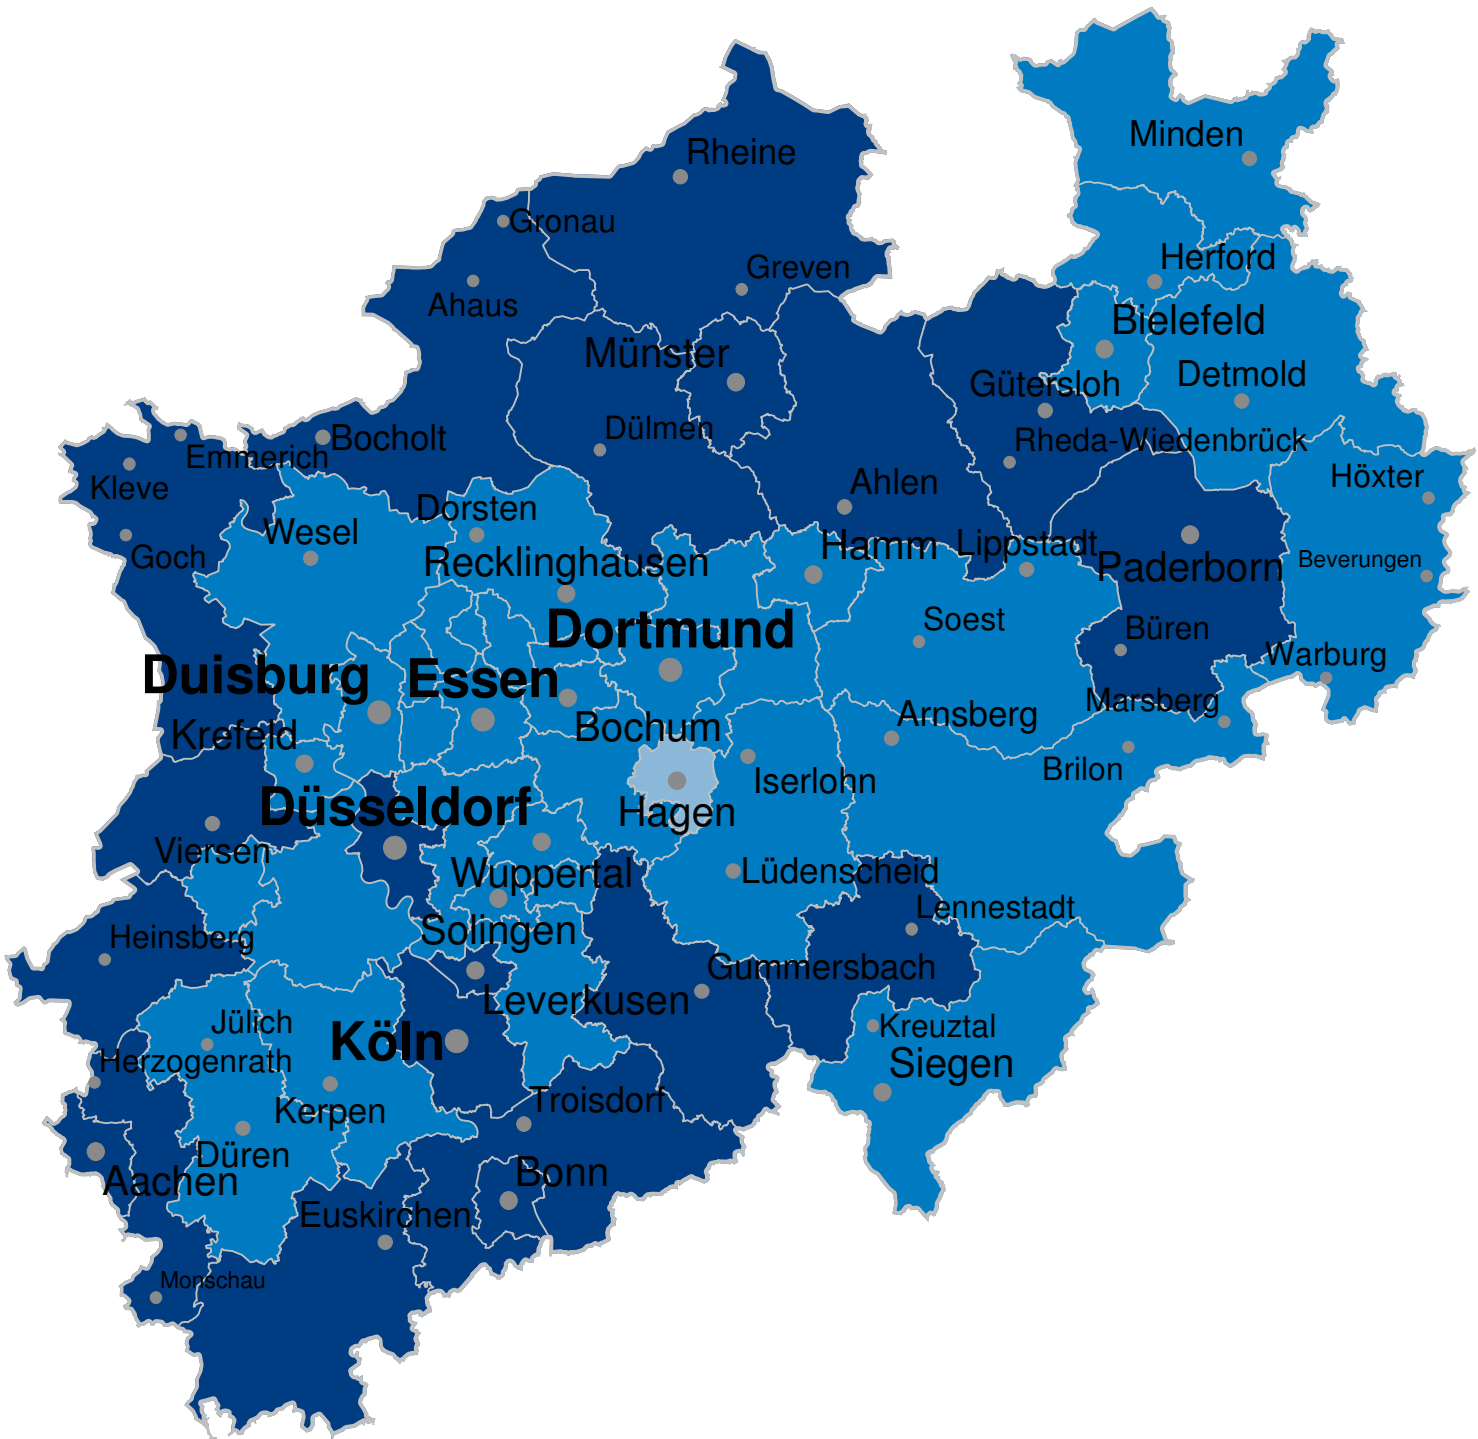 Minden
Rheine
Gronau
Herford
Greven
Ahaus
Bielefeld
Münster
Detmold
Gütersloh
Dülmen
Bocholt
Rheda-Wiedenbrück
Emmerich
Höxter
Kleve
Ahlen
Dorsten
Wesel
Hamm
Lippstadt
Goch
Recklinghausen
Paderborn
Beverungen
Soest
Dortmund
Büren
Warburg
Duisburg
Essen
Marsberg
Arnsberg
Bochum
Krefeld
Brilon
Iserlohn
Düsseldorf
Hagen
Viersen
Wuppertal
Lüdenscheid
Lennestadt
Solingen
Heinsberg
Gummersbach
Leverkusen
Jülich
Kreuztal
Köln
Herzogenrath
Siegen
Troisdorf
Kerpen
Düren
Bonn
Aachen
Euskirchen
Monschau